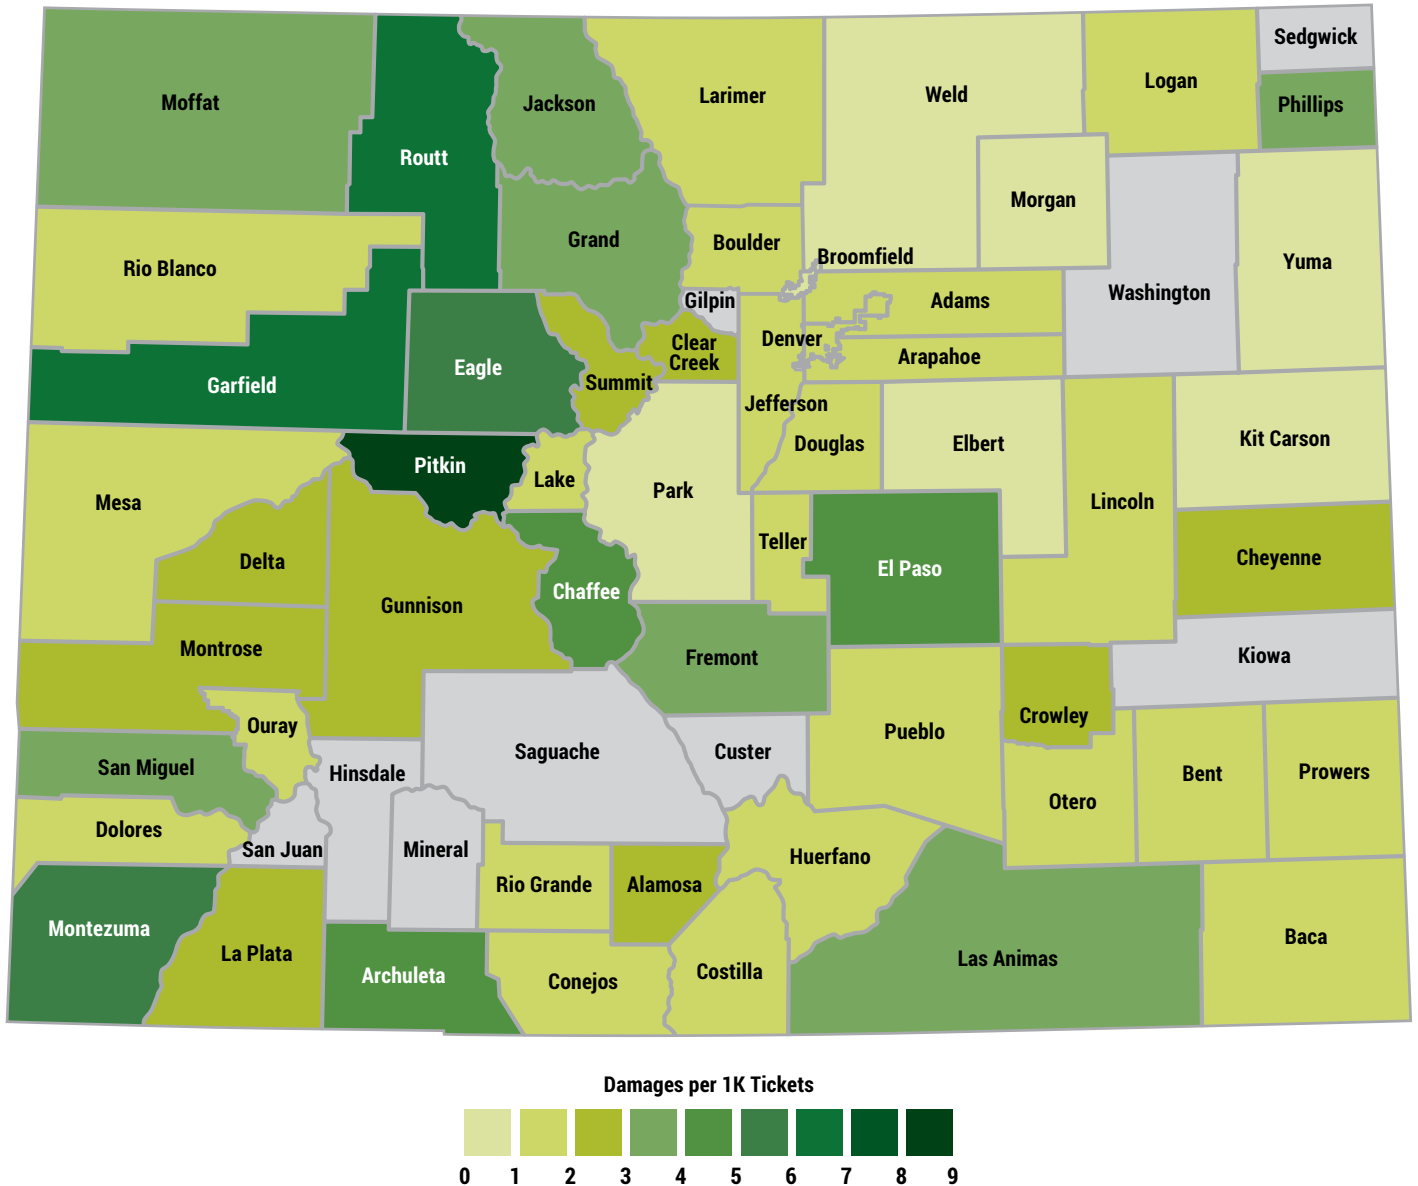 Sedgwick
Moffat
Jackson
Larimer
Weld
Logan
Phillips
Routt
Morgan
Grand
Boulder
Broomfield
Yuma
Rio Blanco
Gilpin
Adams
Washington
Denver
Clear
Creek
Arapahoe
Eagle
Garfield
Summit
Jefferson
Douglas
Elbert
Kit Carson
Pitkin
Lake
Park
Mesa
Lincoln
Teller
Delta
El Paso
Cheyenne
Chaffee
Gunnison
Montrose
Fremont
Kiowa
Ouray
Crowley
Pueblo
Saguache
Custer
San Miguel
Hinsdale
Bent
Prowers
Otero
Dolores
San Juan
Mineral
Huerfano
Rio Grande
Alamosa
Montezuma
La Plata
Archuleta
Conejos
Costilla
Las Animas
Baca
Damages per 1K Tickets
0 1 2 3 4 5 6 7 8 9